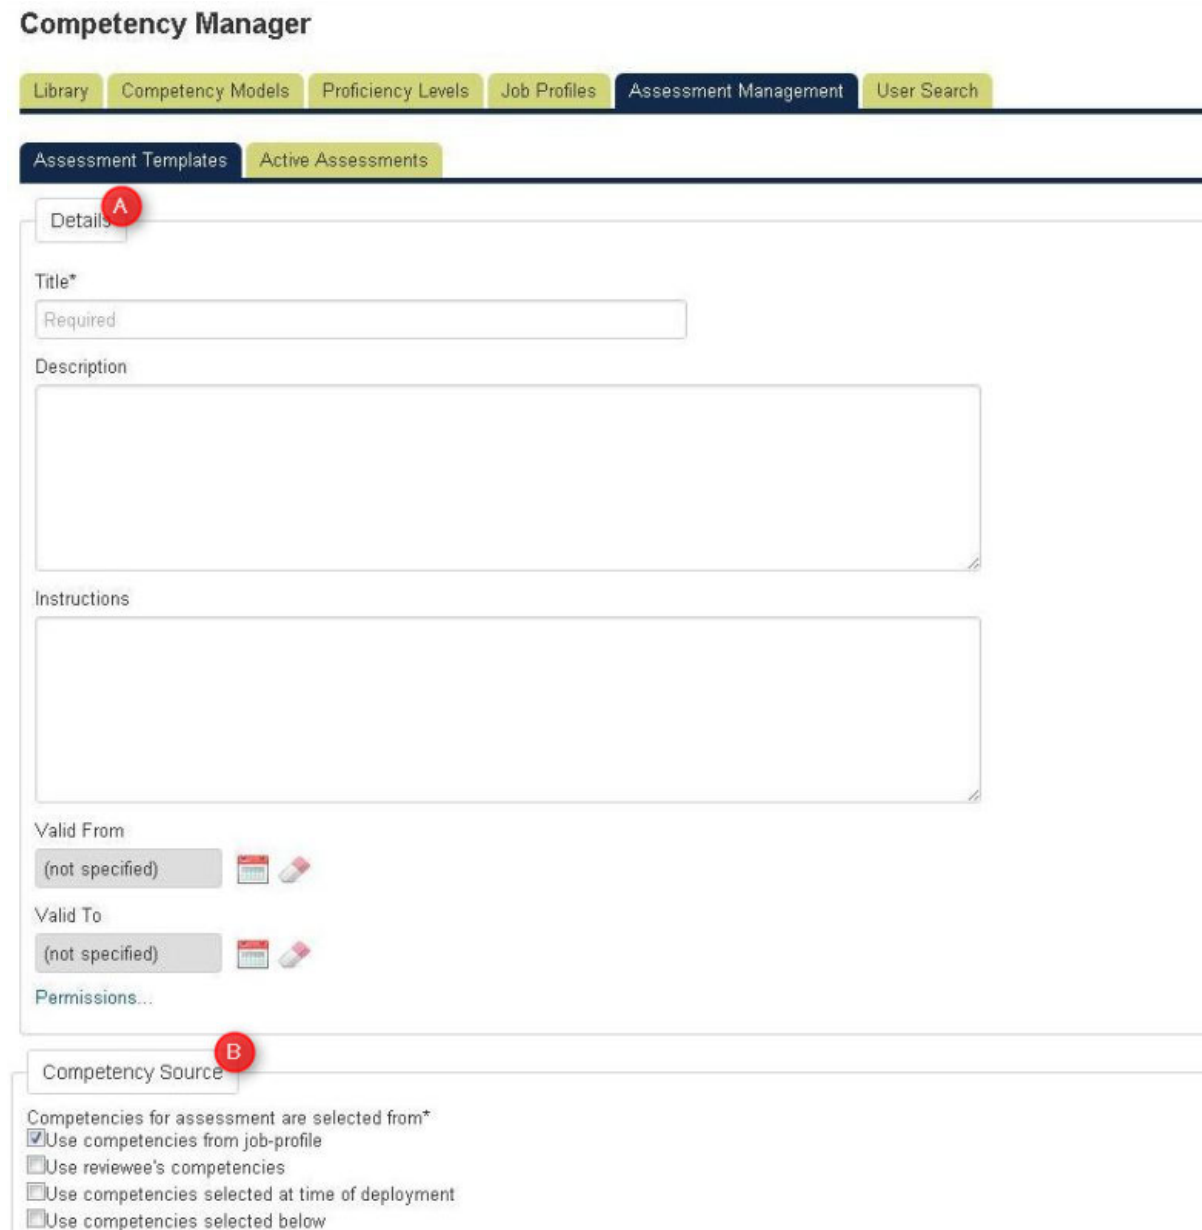 Competency Manager
Library Competency Models Proficiency Levels Job Profiles Assessment Management User Search
Assessment Templates Active Assessments
A
Details
Title*
Required
Description
Instructions
Valid From
(not specified)
Valid To
(not specified)
Permissions...
B
Competency Source
Competencies for assessment are selected from*
Use competencies from job-profile
Use reviewee's competencies
Use competencies selected at time of deployment
Use competencies selected below